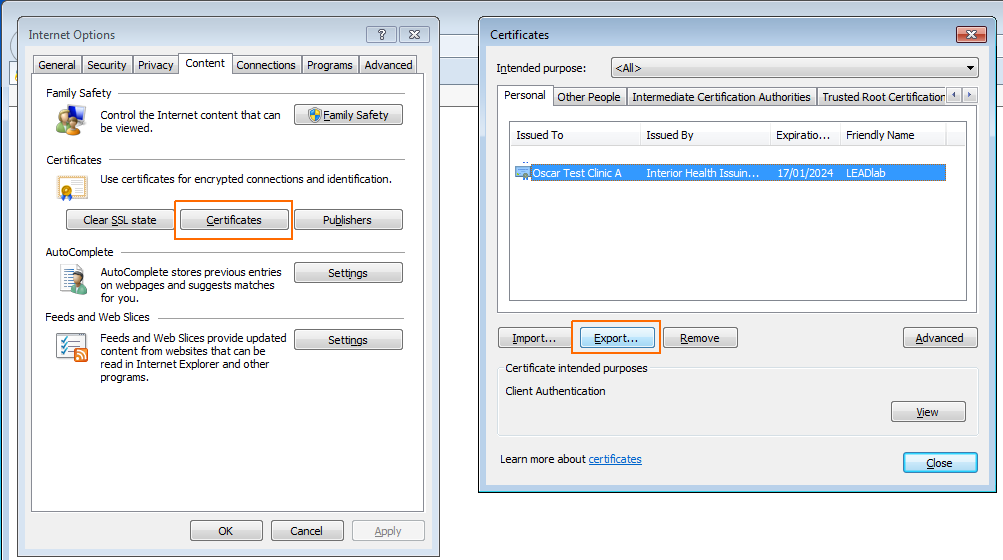 Internet Options
General Security Privacy Content Connections Programs Advanced
Family Safety
Control the Internet content that can
be viewed.
Family Safety
Certificates
Use certificates for encrypted connections and identification.
Clear SSL state Certificates Publishers
AutoComplete
AutoComplete stores previous entries
on webpages and suggests matches
for you.
Settings
Feeds and Web Slices
Feeds and Web Slices provide updated
content from websites that can be
read in Internet Explorer and other
programs.
Settings
OK Cancel Apply
Certificates
Intended purpose: <All>
Personal Other People Intermediate Certification Authorities Trusted Root Certification
Issued To Issued By Expiratio... Friendly Name
Oscar Test Clinic A Interior Health Issuin... 17/01/2024 LEADlab
Import... Export... Remove Advanced
Certificate intended purposes
Client Authentication
View
Learn more about certificates
Close